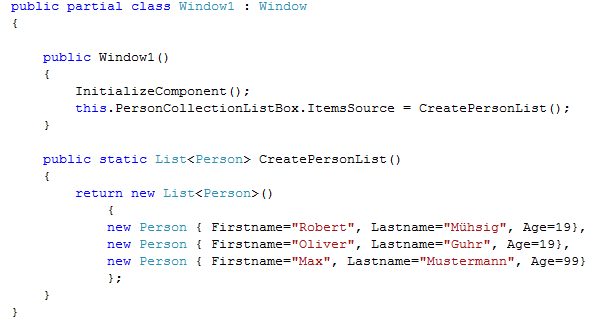 public partial class Window1 : Window
{
public Window1()
{
InitializeComponent();
this.PersonCollectionListBox.ItemsSource = CreatePersonList();
}
public static List<Person> CreatePersonList()
{
return new List<Person>()
{
new Person { Firstname="Robert", Lastname="Mühsig", Age=19},
new Person { Firstname="Oliver", Lastname="Guhr", Age=19},
new Person { Firstname="Max", Lastname="Mustermann", Age=99}
};
}
}